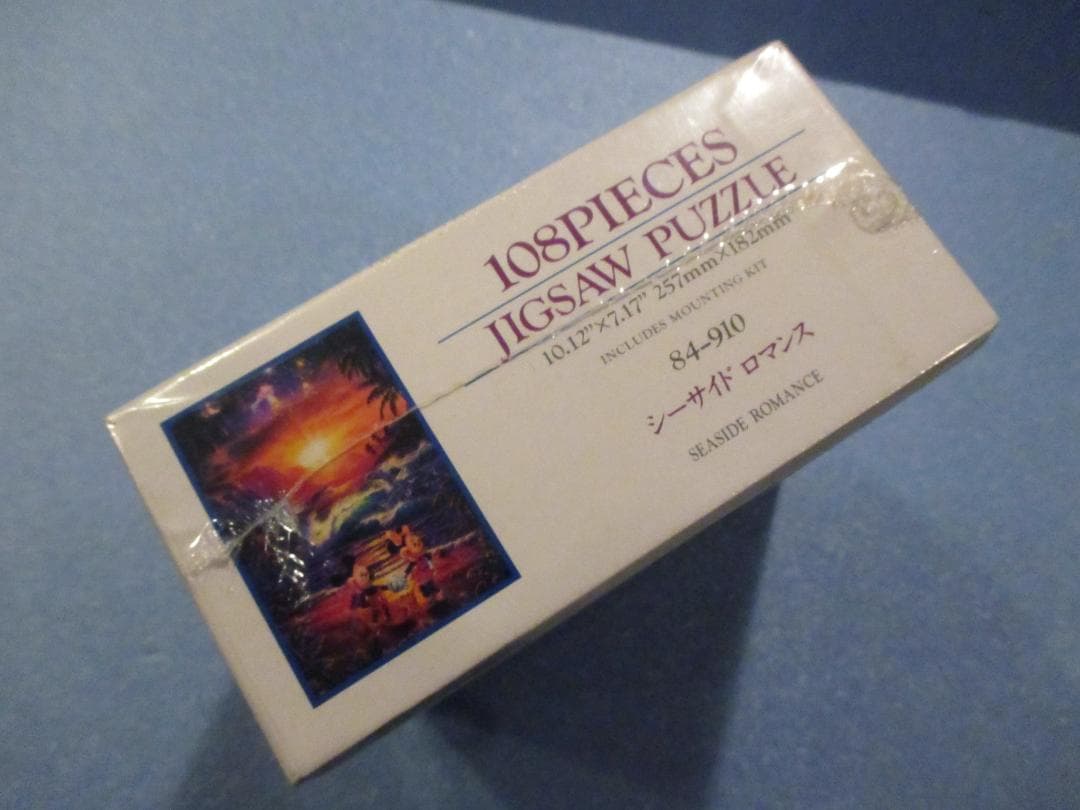 108PIECES
JIGSAW PUZZLE
10.12"×7.17" 257mm×182mm
INCLUDES MOUNTING KIT
84-910
シーサイド ロマンス
SEASIDE ROMANCE